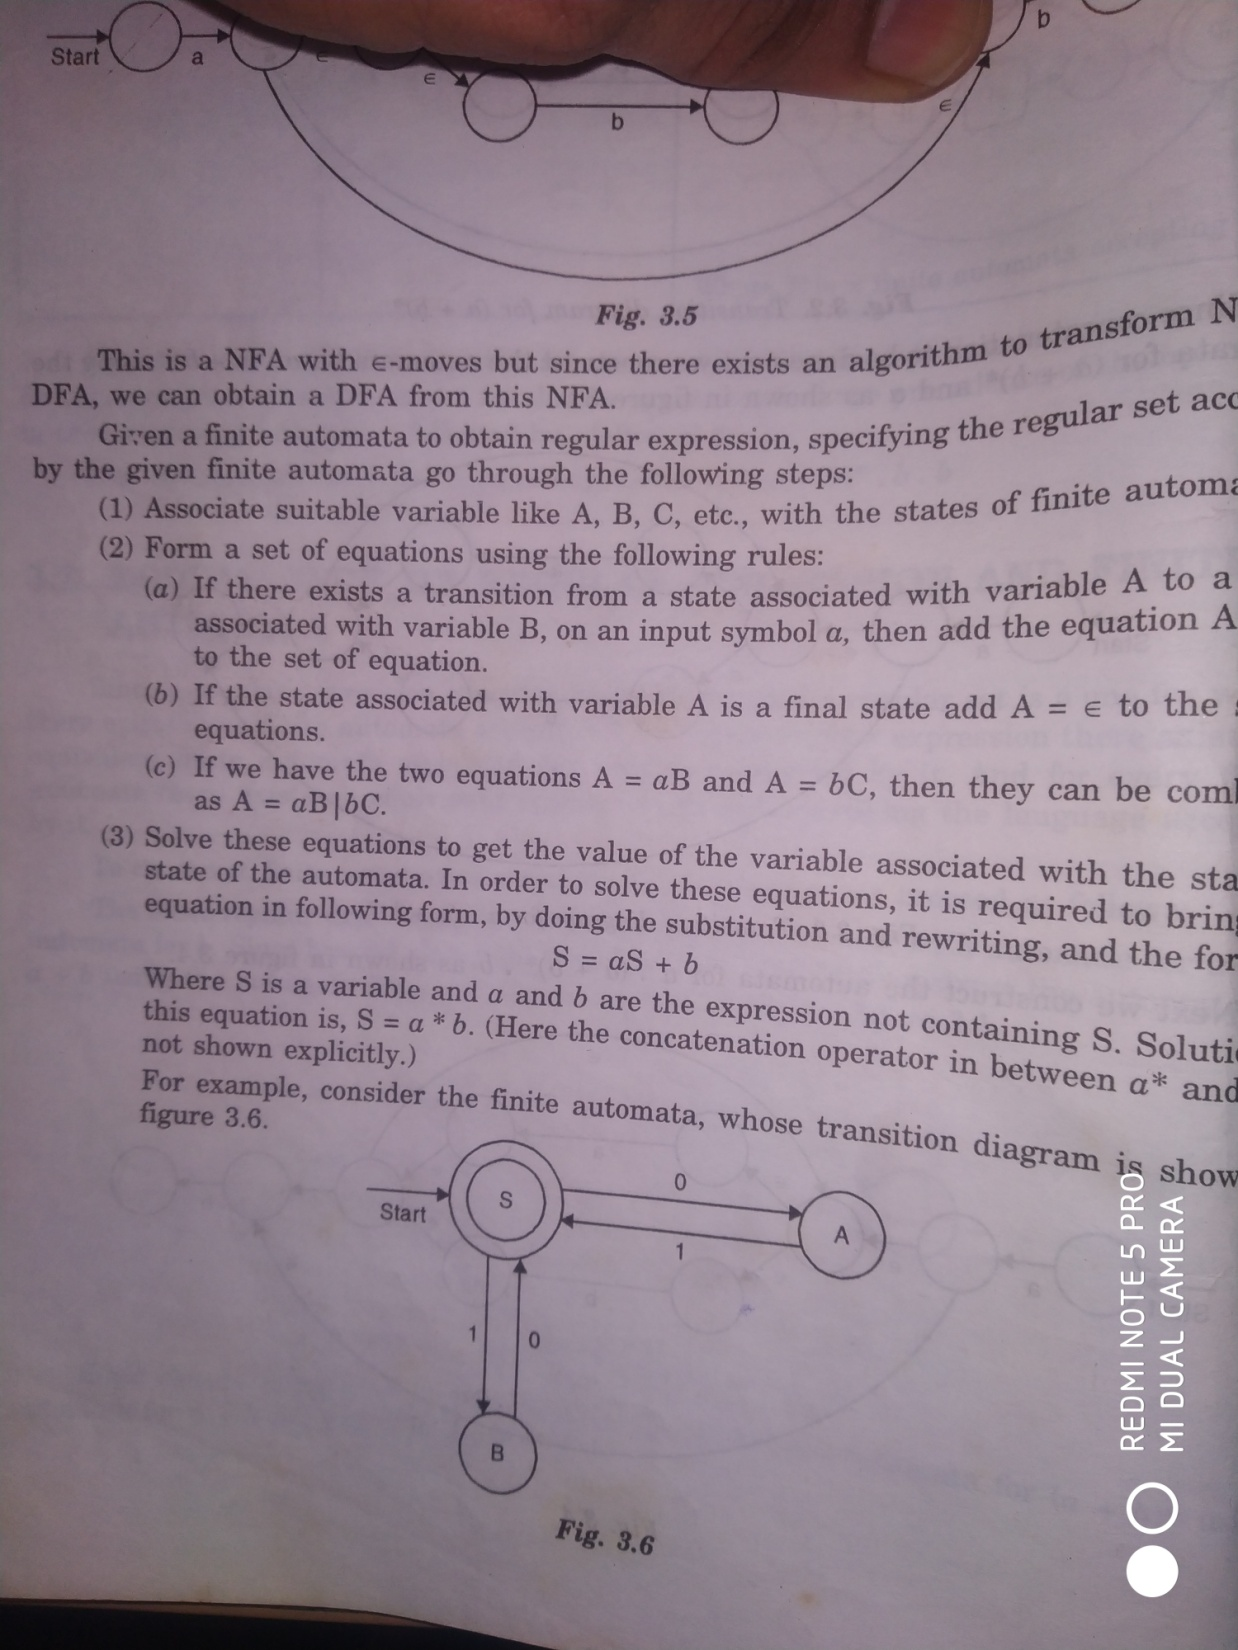 Start
a
ϵ
ϵ
b
ϵ
b
Fig. 3.5
This is a NFA with ϵ-moves but since there exists an algorithm to transform N
DFA, we can obtain a DFA from this NFA.
Given a finite automata to obtain regular expression, specifying the regular set acc
by the given finite automata go through the following steps:
(1) Associate suitable variable like A, B, C, etc., with the states of finite automa
(2) Form a set of equations using the following rules:
(a) If there exists a transition from a state associated with variable A to a
associated with variable B, on an input symbol a, then add the equation A
to the set of equation.
(b) If the state associated with variable A is a final state add A = ϵ to the
equations.
(c) If we have the two equations A = aB and A = bC, then they can be com
as A = aB|bC.
(3) Solve these equations to get the value of the variable associated with the sta
state of the automata. In order to solve these equations, it is required to bring
equation in following form, by doing the substitution and rewriting, and the for
S = aS + b
Where S is a variable and a and b are the expression not containing S. Soluti
this equation is, S = a * b. (Here the concatenation operator in between a* and
not shown explicitly.)
For example, consider the finite automata, whose transition diagram is show
figure 3.6.
Start
S
0
1
A
1
0
B
Fig. 3.6
REDMI NOTE 5 PRO
MI DUAL CAMERA